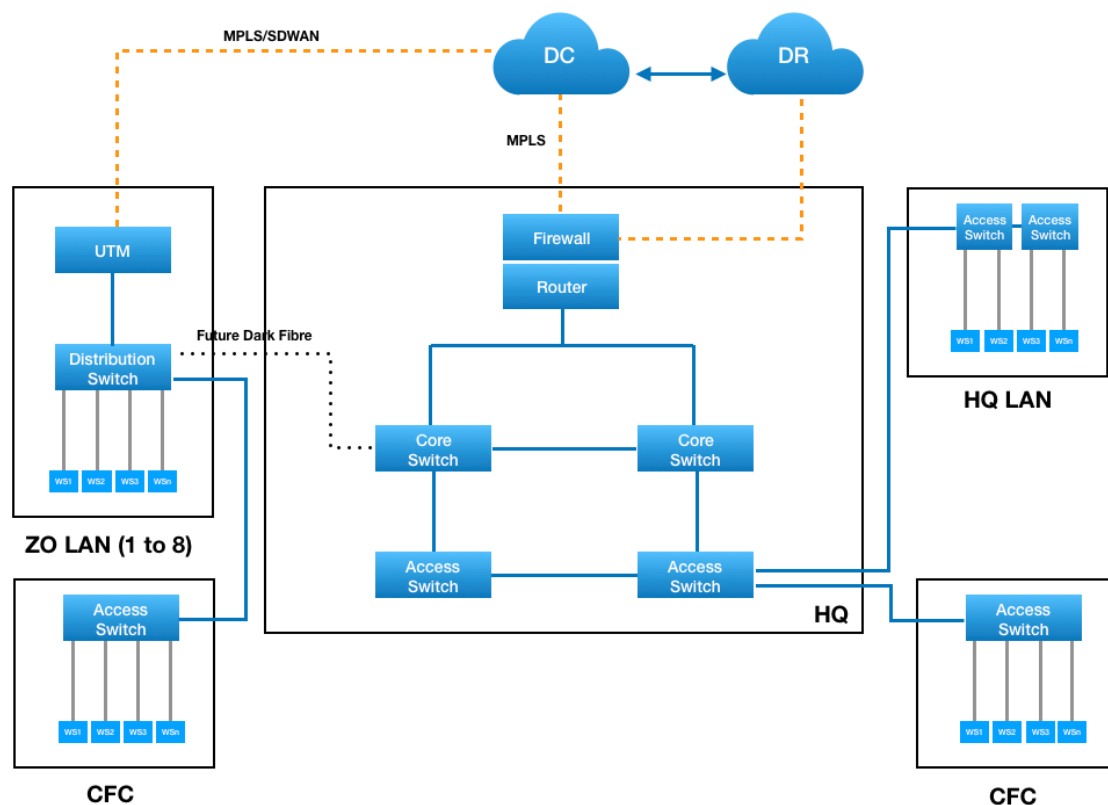 MPLS/SDWAN
DC
DR
MPLS
UTM
Firewall
Router
Access
Switch
Access
Switch
WS1
WS2
WS3
WSn
HQ LAN
Future Dark Fibre
Distribution
Switch
WS1
WS2
WS3
WSn
ZO LAN (1 to 8)
Core
Switch
Core
Switch
Access
Switch
Access
Switch
HQ
Access
Switch
WS1
WS2
WS3
WSn
CFC
Access
Switch
WS1
WS2
WS3
WSn
CFC